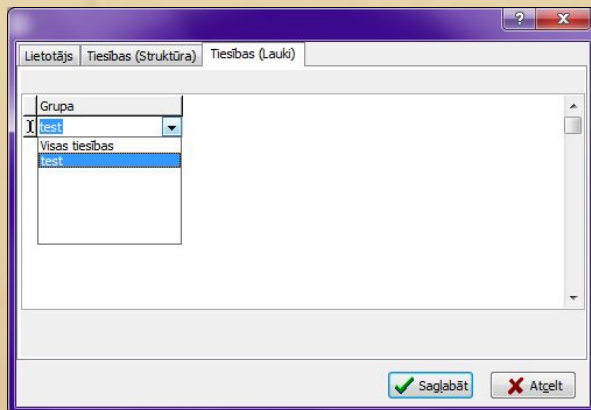 Lietotājs Tiesības (Struktūra) Tiesības (Lauki)
Grupa
test
Visas tiesības
test
Saglabāt Atcelt